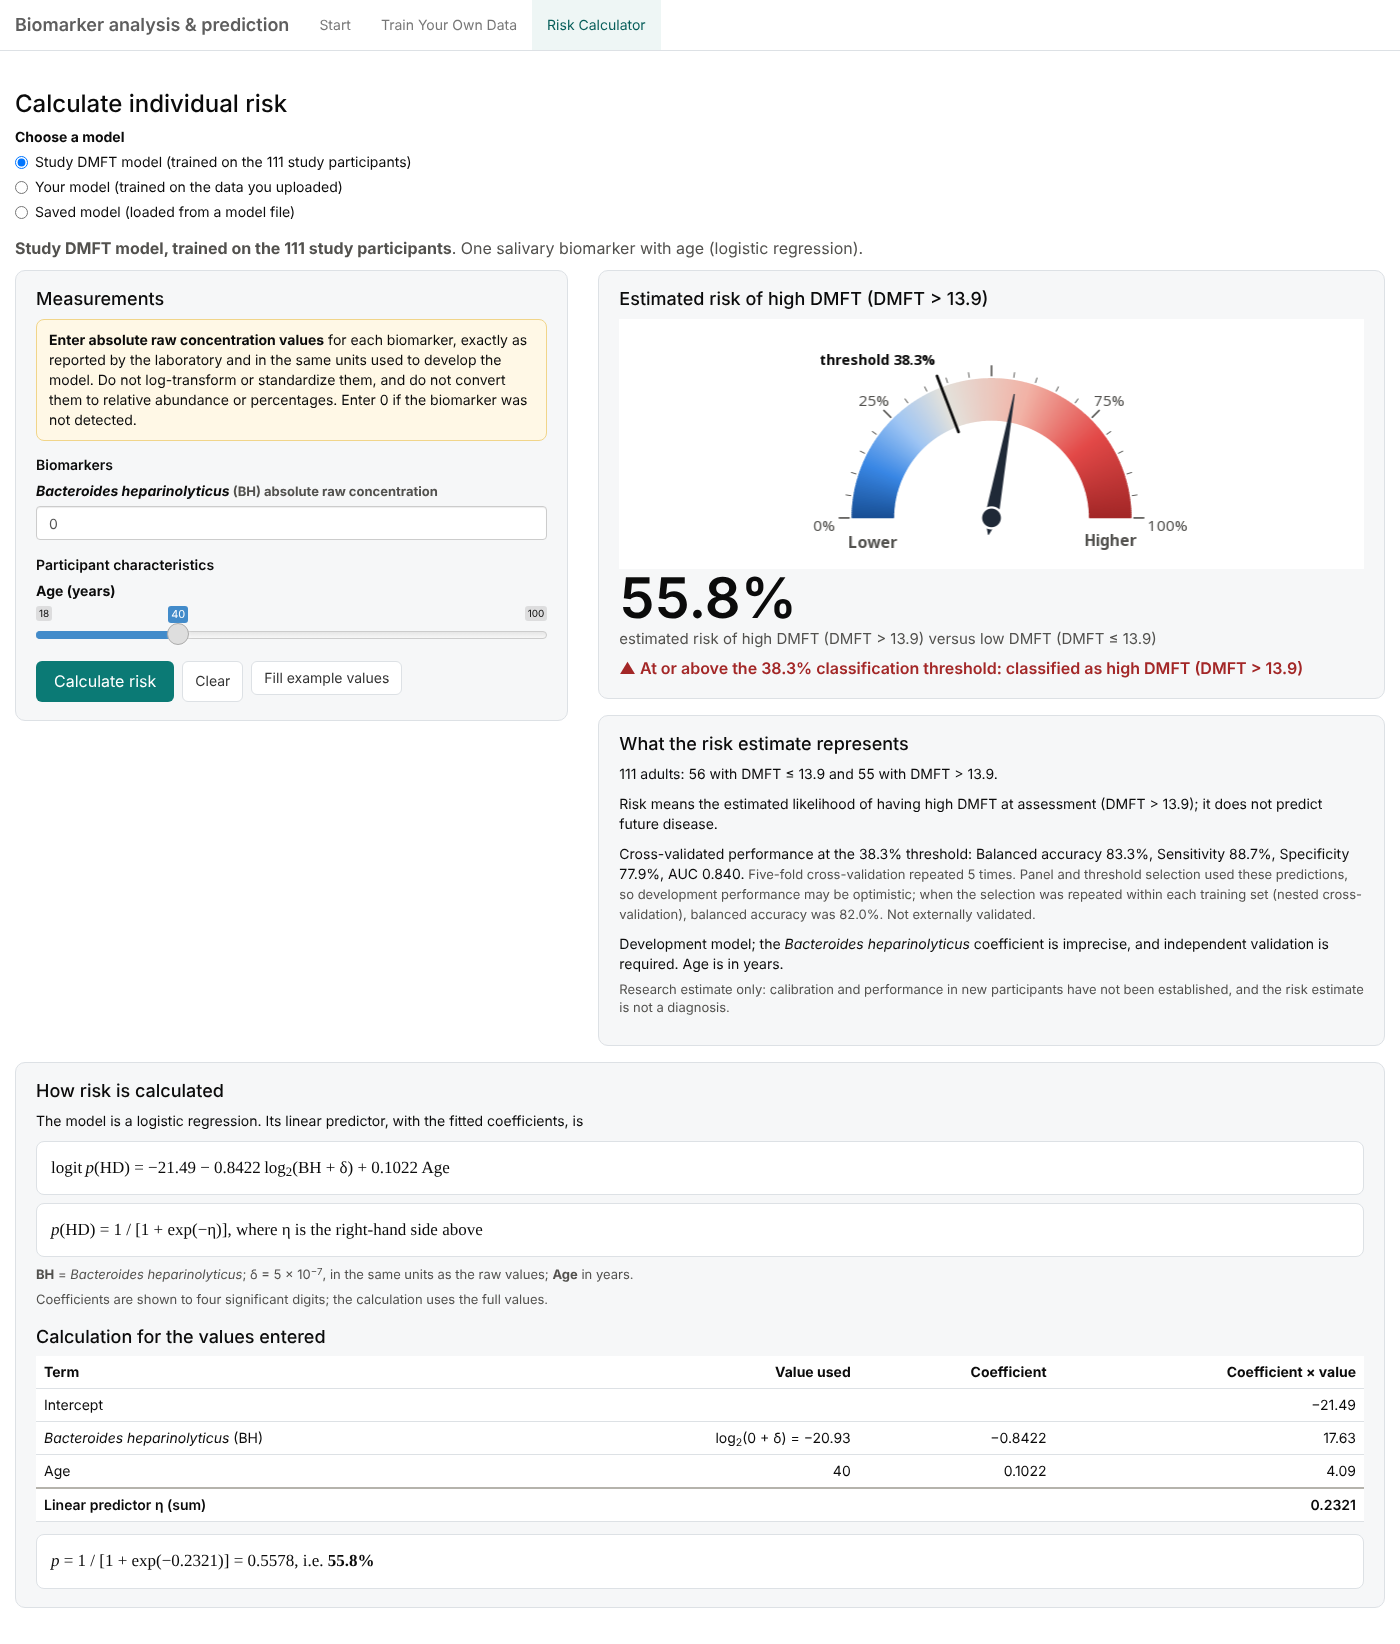 Biomarker analysis & prediction Start Train Your Own Data Risk Calculator
Calculate individual risk
Choose a model
Study DMFT model (trained on the 111 study participants)
Your model (trained on the data you uploaded)
Saved model (loaded from a model file)
Study DMFT model, trained on the 111 study participants. One salivary biomarker with age (logistic regression).
Measurements
Enter absolute raw concentration values for each biomarker, exactly as
reported by the laboratory and in the same units used to develop the
model. Do not log-transform or standardize them, and do not convert
them to relative abundance or percentages. Enter 0 if the biomarker was
not detected.
Biomarkers
Bacteroides heparinolyticus (BH) absolute raw concentration
0
Participant characteristics
Age (years)
18 40 100
Calculate risk Clear Fill example values
Estimated risk of high DMFT (DMFT > 13.9)
threshold 38.3%
25% 75%
0% 100%
Lower Higher
55.8%
estimated risk of high DMFT (DMFT > 13.9) versus low DMFT (DMFT ≤ 13.9)
▲ At or above the 38.3% classification threshold: classified as high DMFT (DMFT > 13.9)
What the risk estimate represents
111 adults: 56 with DMFT ≤ 13.9 and 55 with DMFT > 13.9.
Risk means the estimated likelihood of having high DMFT at assessment (DMFT > 13.9); it does not predict
future disease.
Cross-validated performance at the 38.3% threshold: Balanced accuracy 83.3%, Sensitivity 88.7%, Specificity
77.9%, AUC 0.840. Five-fold cross-validation repeated 5 times. Panel and threshold selection used these predictions,
so development performance may be optimistic; when the selection was repeated within each training set (nested cross-
validation), balanced accuracy was 82.0%. Not externally validated.
Development model; the Bacteroides heparinolyticus coefficient is imprecise, and independent validation is
required. Age is in years.
Research estimate only: calibration and performance in new participants have not been established, and the risk estimate
is not a diagnosis.
How risk is calculated
The model is a logistic regression. Its linear predictor, with the fitted coefficients, is
logit p(HD) = −21.49 − 0.8422 log₂(BH + δ) + 0.1022 Age
p(HD) = 1 / [1 + exp(−η)], where η is the right-hand side above
BH = Bacteroides heparinolyticus; δ = 5 × 10⁻⁷, in the same units as the raw values; Age in years.
Coefficients are shown to four significant digits; the calculation uses the full values.
Calculation for the values entered
Term Value used Coefficient Coefficient × value
Intercept −21.49
Bacteroides heparinolyticus (BH) log₂(0 + δ) = −20.93 −0.8422 17.63
Age 40 0.1022 4.09
Linear predictor η (sum) 0.2321
p = 1 / [1 + exp(−0.2321)] = 0.5578, i.e. 55.8%